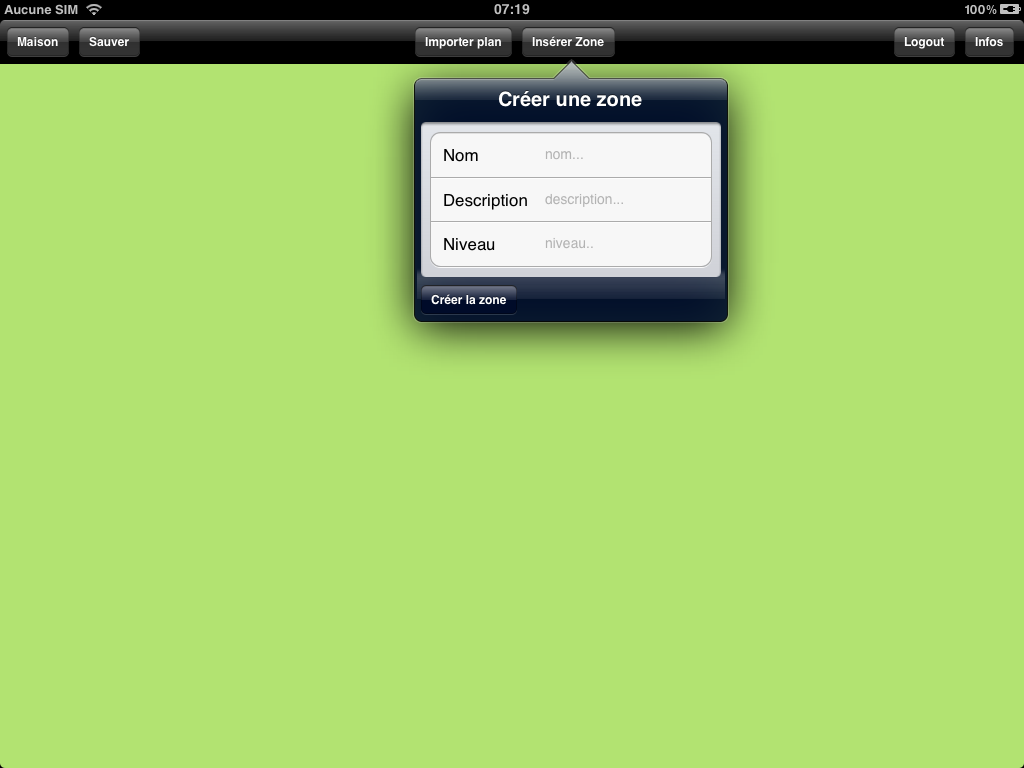 Aucune SIM 07:19 100%
Maison Sauver Importer plan Insérer Zone Logout Infos
Créer une zone
Nom nom...
Description description...
Niveau niveau..
Créer la zone